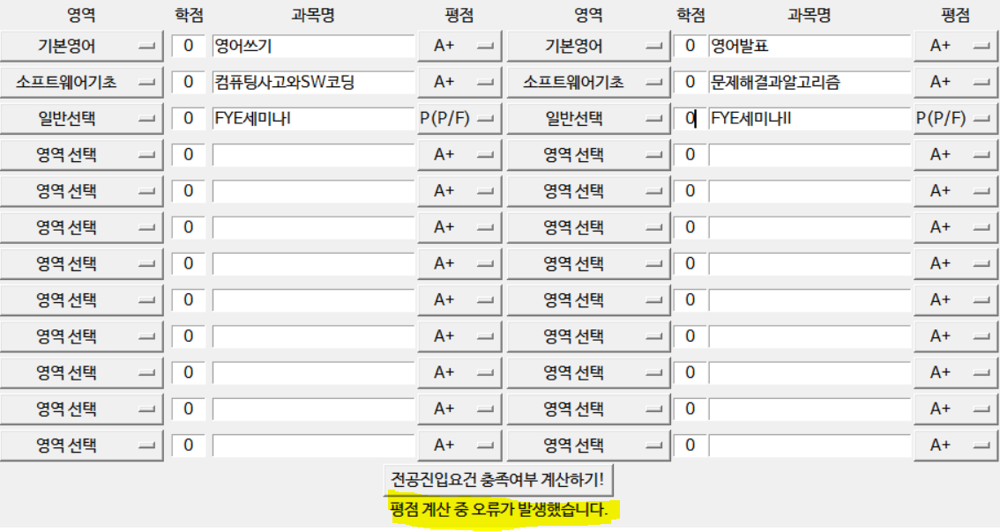 영역 학점 과목명 평점 영역 학점 과목명 평점
기본영어 0 영어쓰기 A+ 기본영어 0 영어발표 A+
소프트웨어기초 0 컴퓨팅사고와SW코딩 A+ 소프트웨어기초 0 문제해결과알고리즘 A+
일반선택 0 FYE세미나I P(P/F) 일반선택 0 FYE세미나II P(P/F)
영역 선택 0 A+ 영역 선택 0 A+
영역 선택 0 A+ 영역 선택 0 A+
영역 선택 0 A+ 영역 선택 0 A+
영역 선택 0 A+ 영역 선택 0 A+
영역 선택 0 A+ 영역 선택 0 A+
영역 선택 0 A+ 영역 선택 0 A+
영역 선택 0 A+ 영역 선택 0 A+
영역 선택 0 A+ 영역 선택 0 A+
영역 선택 0 A+ 영역 선택 0 A+
전공진입요건 충족여부 계산하기!
평점 계산 중 오류가 발생했습니다.